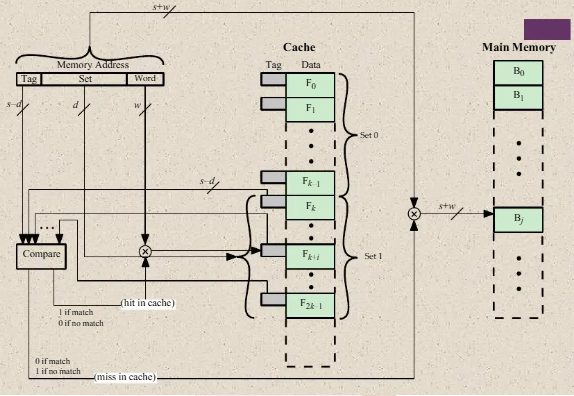 s+w
Cache
Main Memory
Memory Address
Tag Data
Tag Set Word
F0
B0
F1
B1
s–d
d
w
Set 0
s–d
Fk–1
Fk
s+w
Bj
...
Compare
Fk+i
Set 1
(hit in cache)
F2k–1
1 if match
0 if no match
0 if match
1 if no match
(miss in cache)